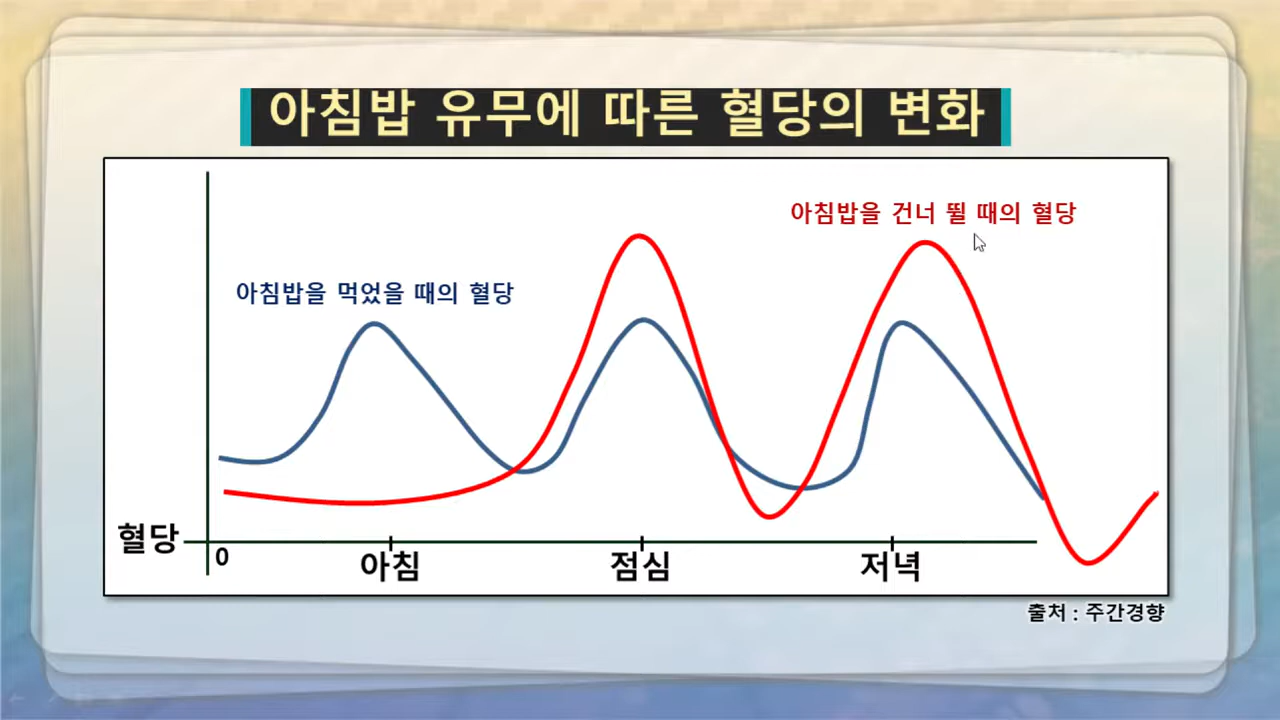 아침밥 유무에 따른 혈당의 변화
아침밥을 건너 뛸 때의 혈당
아침밥을 먹었을 때의 혈당
혈당
0
아침
점심
저녁
출처 : 주간경향